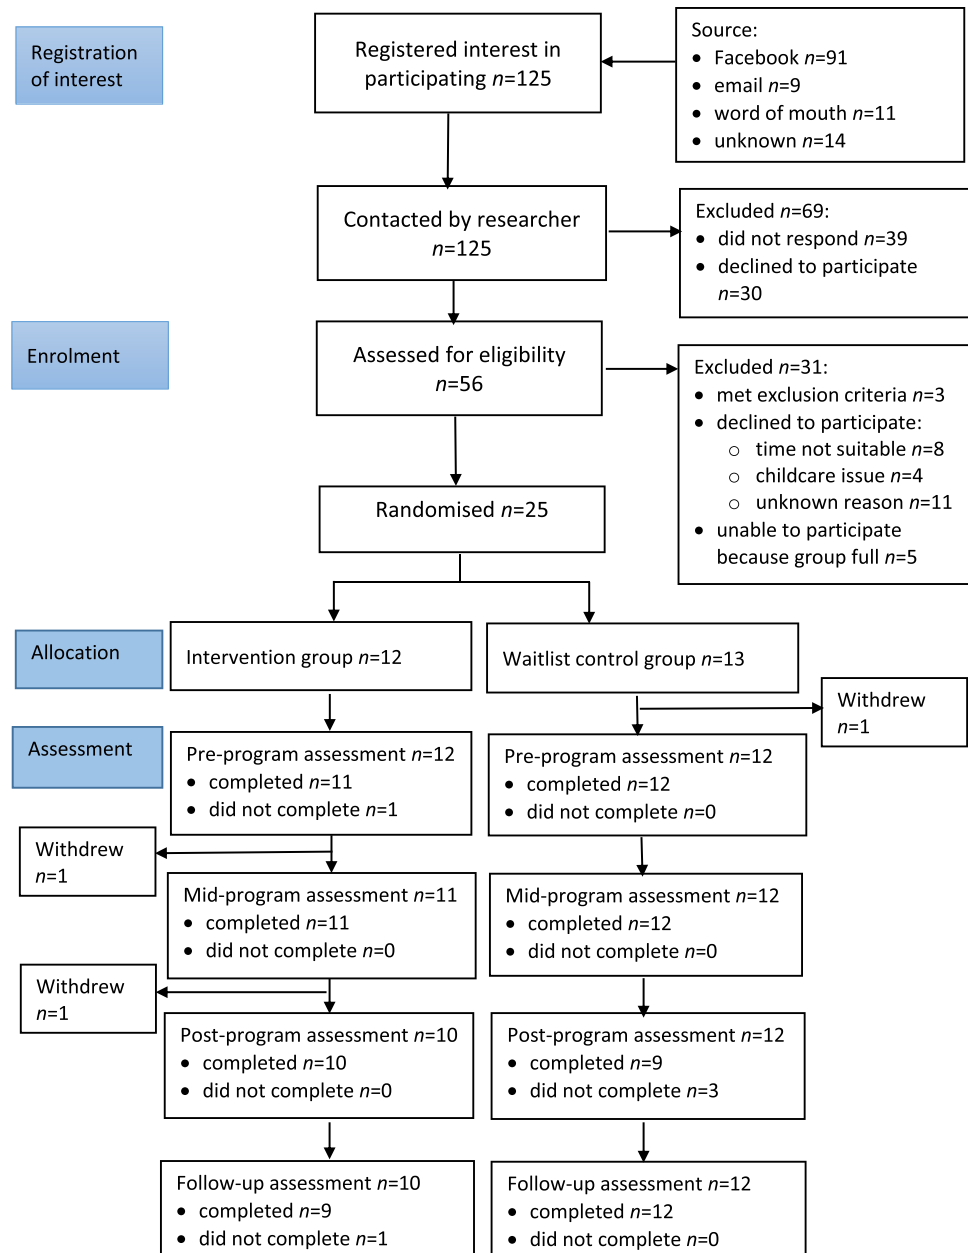 Registration
of interest
Registered interest in
participating n=125
Source:
• Facebook n=91
• email n=9
• word of mouth n=11
• unknown n=14
Contacted by researcher
n=125
Excluded n=69:
• did not respond n=39
• declined to participate
n=30
Enrolment
Assessed for eligibility
n=56
Excluded n=31:
• met exclusion criteria n=3
• declined to participate:
o time not suitable n=8
o childcare issue n=4
o unknown reason n=11
• unable to participate
because group full n=5
Randomised n=25
Allocation
Intervention group n=12
Waitlist control group n=13
Withdrew
n=1
Assessment
Pre-program assessment n=12
• completed n=11
• did not complete n=1
Pre-program assessment n=12
• completed n=12
• did not complete n=0
Withdrew
n=1
Mid-program assessment n=11
• completed n=11
• did not complete n=0
Mid-program assessment n=12
• completed n=12
• did not complete n=0
Withdrew
n=1
Post-program assessment n=10
• completed n=10
• did not complete n=0
Post-program assessment n=12
• completed n=9
• did not complete n=3
Follow-up assessment n=10
• completed n=9
• did not complete n=1
Follow-up assessment n=12
• completed n=12
• did not complete n=0